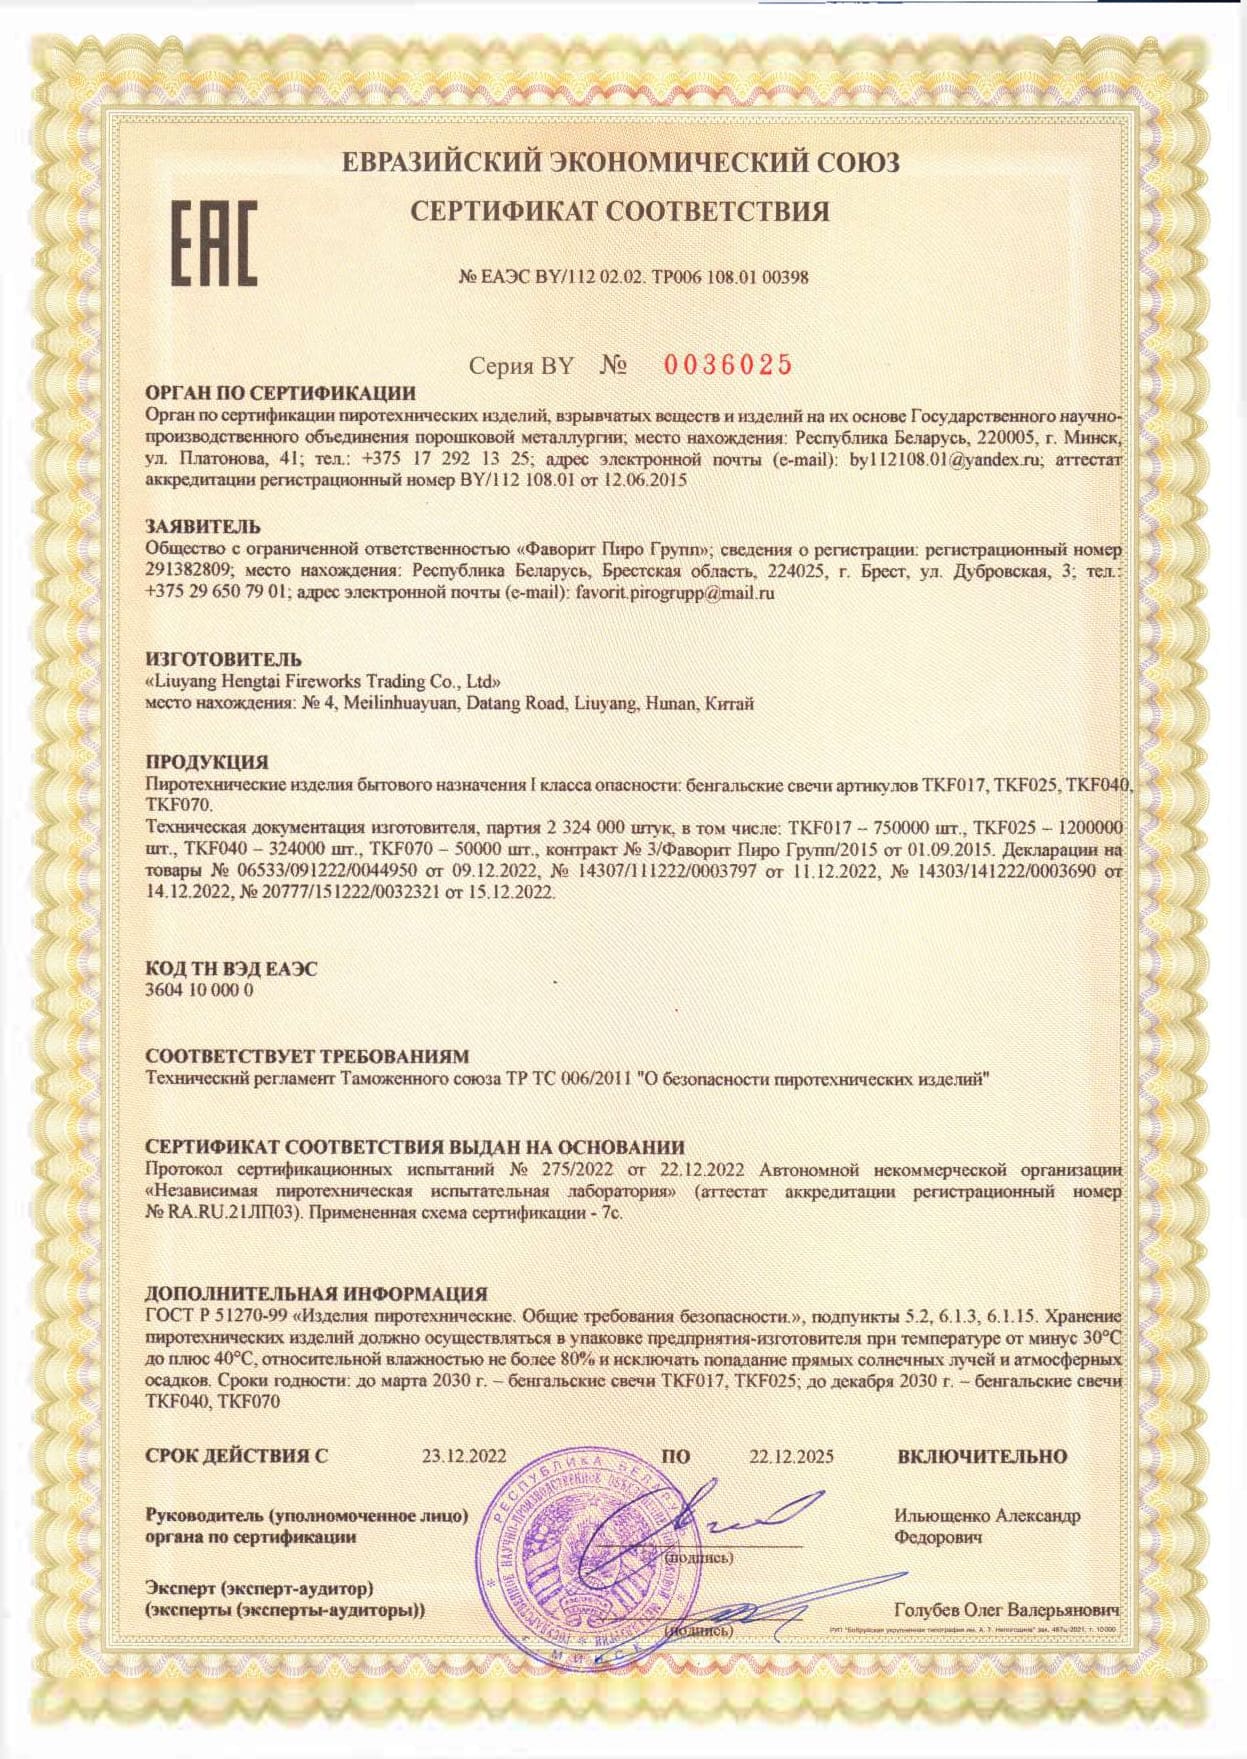 ЕВРАЗИЙСКИЙ ЭКОНОМИЧЕСКИЙ СОЮЗ
ЕАС
СЕРТИФИКАТ СООТВЕТСТВИЯ
№ ЕАЭС BY/112 02.02. ТР006 108.01 00398
Серия BY № 0036025
ОРГАН ПО СЕРТИФИКАЦИИ
Орган по сертификации пиротехнических изделий, взрывчатых веществ и изделий на их основе Государственного научно-
производственного объединения порошковой металлургии; место нахождения: Республика Беларусь, 220005, г. Минск,
ул. Платонова, 41; тел.: +375 17 292 13 25; адрес электронной почты (e-mail): by112108.01@yandex.ru; аттестат
аккредитации регистрационный номер BY/112 108.01 от 12.06.2015
ЗАЯВИТЕЛЬ
Общество с ограниченной ответственностью «Фаворит Пиро Групп»; сведения о регистрации: регистрационный номер
291382809; место нахождения: Республика Беларусь, Брестская область, 224025, г. Брест, ул. Дубровская, 3; тел.:
+375 29 650 79 01; адрес электронной почты (e-mail): favorit.pirogrupp@mail.ru
ИЗГОТОВИТЕЛЬ
«Liuyang Hengtai Fireworks Trading Co., Ltd»
место нахождения: № 4, Meilinhuayuan, Datang Road, Liuyang, Hunan, Китай
ПРОДУКЦИЯ
Пиротехнические изделия бытового назначения I класса опасности: бенгальские свечи артикулов TKF017, TKF025, TKF040,
TKF070.
Техническая документация изготовителя, партия 2 324 000 штук, в том числе: TKF017 – 750000 шт., TKF025 – 1200000
шт., TKF040 – 324000 шт., TKF070 – 50000 шт., контракт № 3/Фаворит Пиро Групп/2015 от 01.09.2015. Декларации на
товары № 06533/091222/0044950 от 09.12.2022, № 14307/111222/0003797 от 11.12.2022, № 14303/141222/0003690 от
14.12.2022, № 20777/151222/0032321 от 15.12.2022.
КОД ТН ВЭД ЕАЭС
3604 10 000 0
СООТВЕТСТВУЕТ ТРЕБОВАНИЯМ
Технический регламент Таможенного союза ТР ТС 006/2011 "О безопасности пиротехнических изделий"
СЕРТИФИКАТ СООТВЕТСТВИЯ ВЫДАН НА ОСНОВАНИИ
Протокол сертификационных испытаний № 275/2022 от 22.12.2022 Автономной некоммерческой организации
«Независимая пиротехническая испытательная лаборатория» (аттестат аккредитации регистрационный номер
№ RA.RU.21ЛП03). Примененная схема сертификации - 7с.
ДОПОЛНИТЕЛЬНАЯ ИНФОРМАЦИЯ
ГОСТ Р 51270-99 «Изделия пиротехнические. Общие требования безопасности.», подпункты 5.2, 6.1.3, 6.1.15. Хранение
пиротехнических изделий должно осуществляться в упаковке предприятия-изготовителя при температуре от минус 30°С
до плюс 40°С, относительной влажностью не более 80% и исключать попадание прямых солнечных лучей и атмосферных
осадков. Сроки годности: до марта 2030 г. – бенгальские свечи TKF017, TKF025; до декабря 2030 г. – бенгальские свечи
TKF040, TKF070
СРОК ДЕЙСТВИЯ С 23.12.2022 ПО 22.12.2025 ВКЛЮЧИТЕЛЬНО
Руководитель (уполномоченное лицо)
органа по сертификации
(подпись)
Ильющенко Александр
Федорович
Эксперт (эксперт-аудитор)
(эксперты (эксперты-аудиторы))
(подпись)
Голубев Олег Валерьянович
РЕСПУБЛИКА БЕЛАРУСЬ
МИНСК